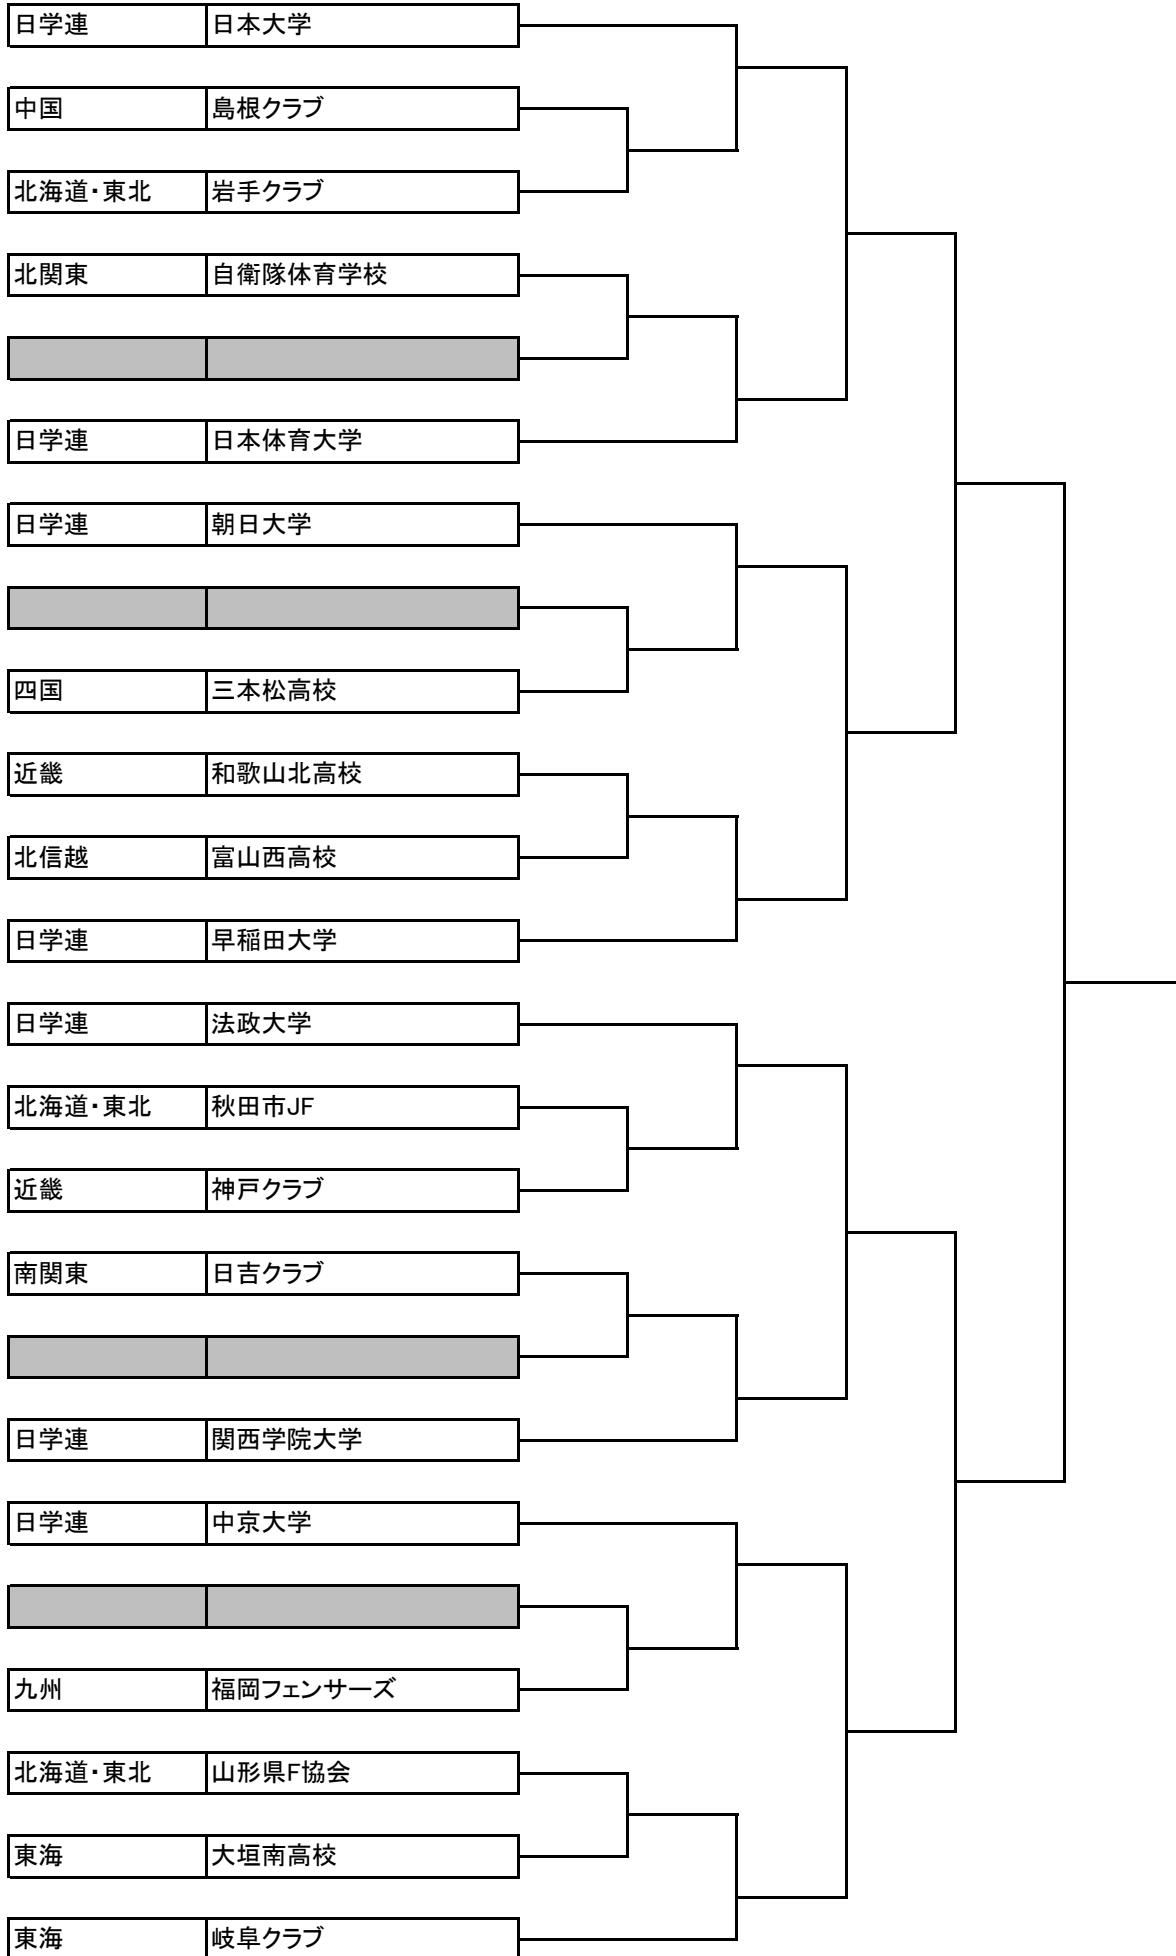 日学連 日本大学
中国 島根クラブ
北海道・東北 岩手クラブ
北関東 自衛隊体育学校
日学連 日本体育大学
日学連 朝日大学
四国 三本松高校
近畿 和歌山北高校
北信越 富山西高校
日学連 早稲田大学
日学連 法政大学
北海道・東北 秋田市JF
近畿 神戸クラブ
南関東 日吉クラブ
日学連 関西学院大学
日学連 中京大学
九州 福岡フェンサーズ
北海道・東北 山形県F協会
東海 大垣南高校
東海 岐阜クラブ